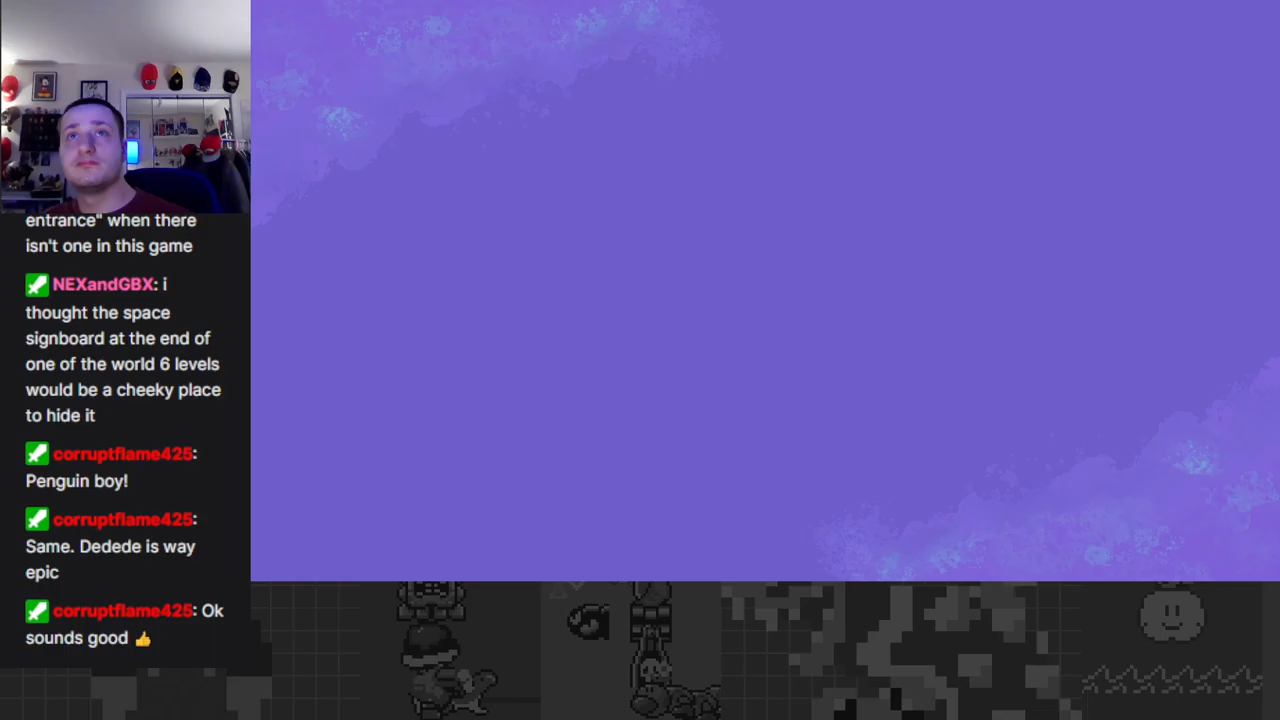 entrance" when there
isn't one in this game
NEXandGBX: i
thought the space
signboard at the end of
one of the world 6 levels
would be a cheeky place
to hide it
corruptflame425:
Penguin boy!
corruptflame425:
Same. Dedede is way
epic
corruptflame425: Ok
sounds good 👍